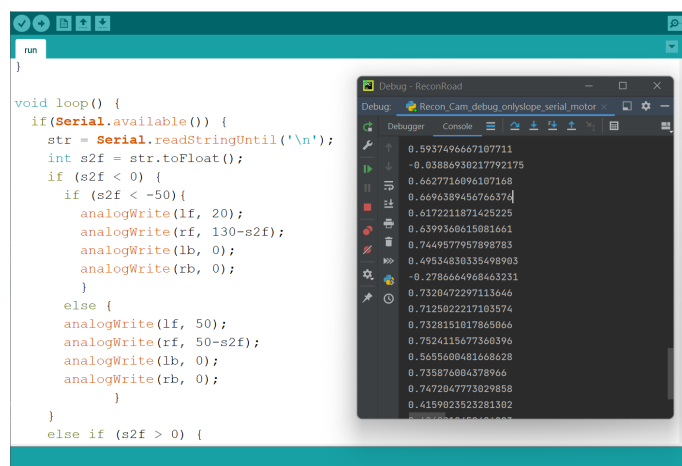 run
}
void loop() {
if(Serial.available()) {
str = Serial.readStringUntil('\n');
int s2f = str.toFloat();
if (s2f < 0) {
if (s2f < -50){
analogWrite(lf, 20);
analogWrite(rf, 130-s2f);
analogWrite(lb, 0);
analogWrite(rb, 0);
}
else {
analogWrite(lf, 50);
analogWrite(rf, 50-s2f);
analogWrite(lb, 0);
analogWrite(rb, 0);
}
}
else if (s2f > 0) {
Debug - ReconRoad
Debug: Recon_Cam_debug_onlyslope_serial_motor
Debugger Console
0.5937496667107711
-0.03886930217792175
0.6627716096107168
0.6696389456766376
0.6172211871425225
0.6399360615081661
0.7449577957898783
0.49534830335498903
-0.2786664968463231
0.7320472297113646
0.7125022217103574
0.7328151017865066
0.7524115677360396
0.5655600481668628
0.735876004378966
0.7472047773029858
0.4159023523281302